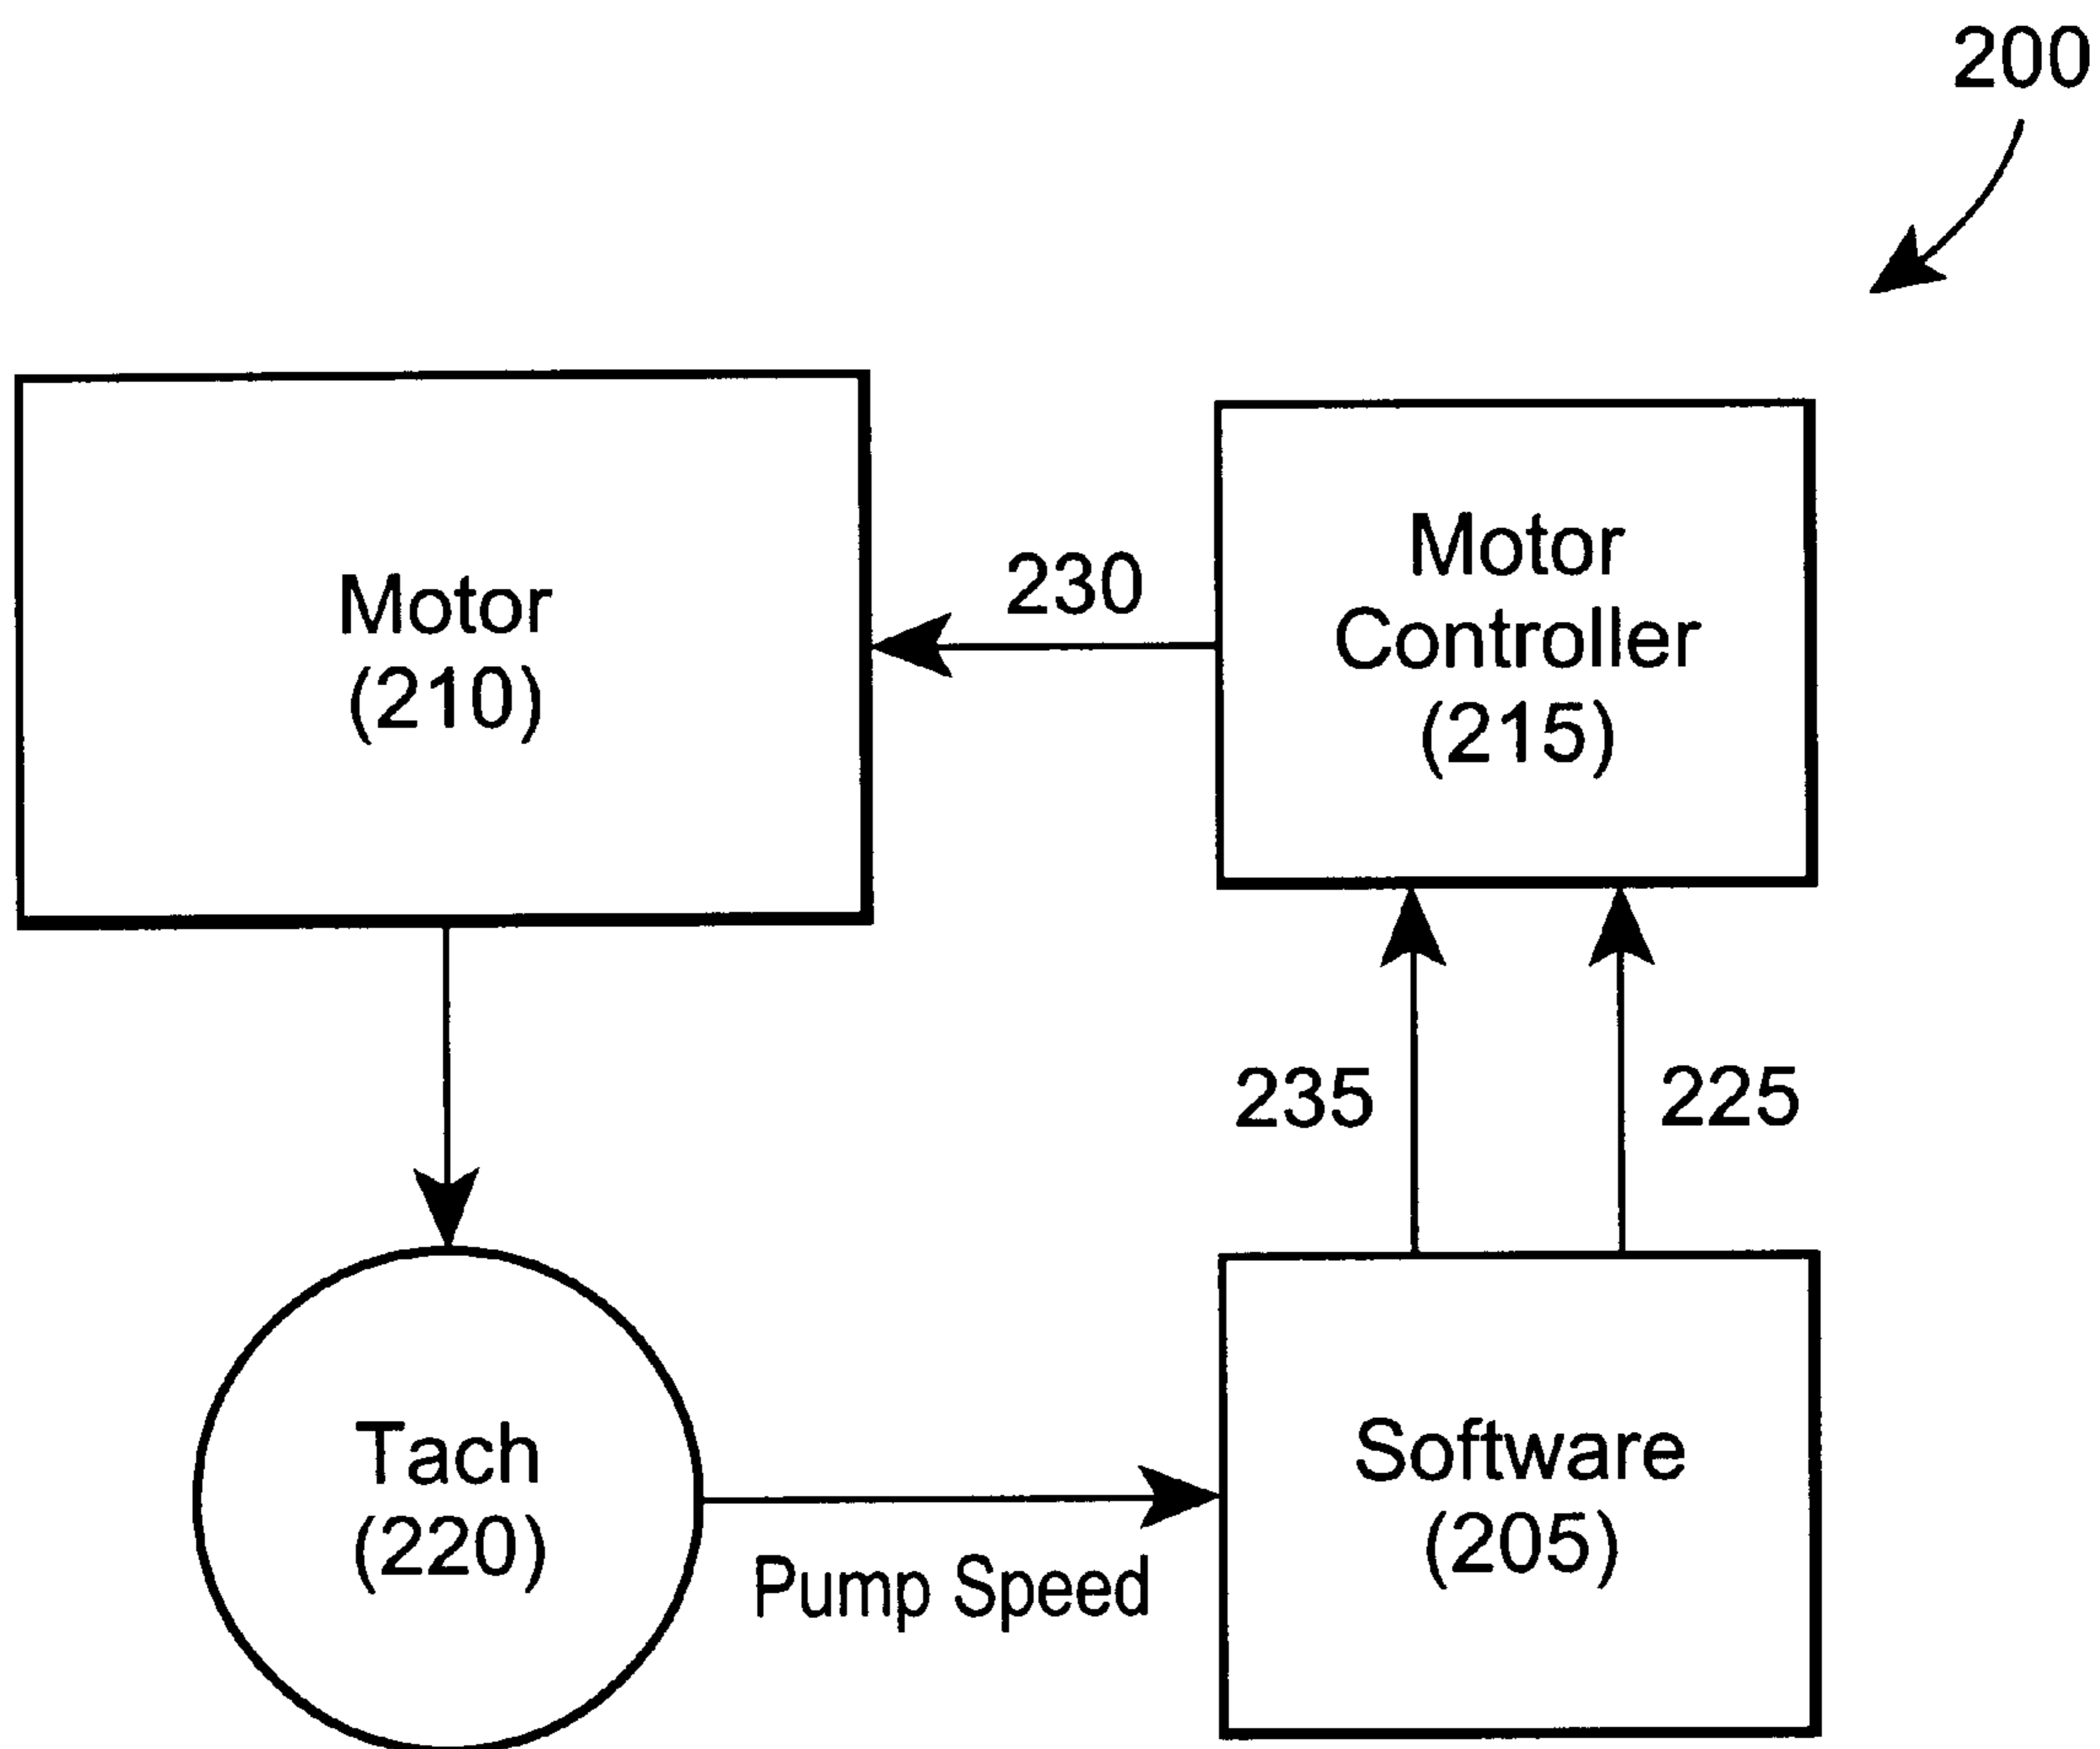 200
Motor
(210)
230
Motor
Controller
(215)
235
225
Tach
(220)
Pump Speed
Software
(205)